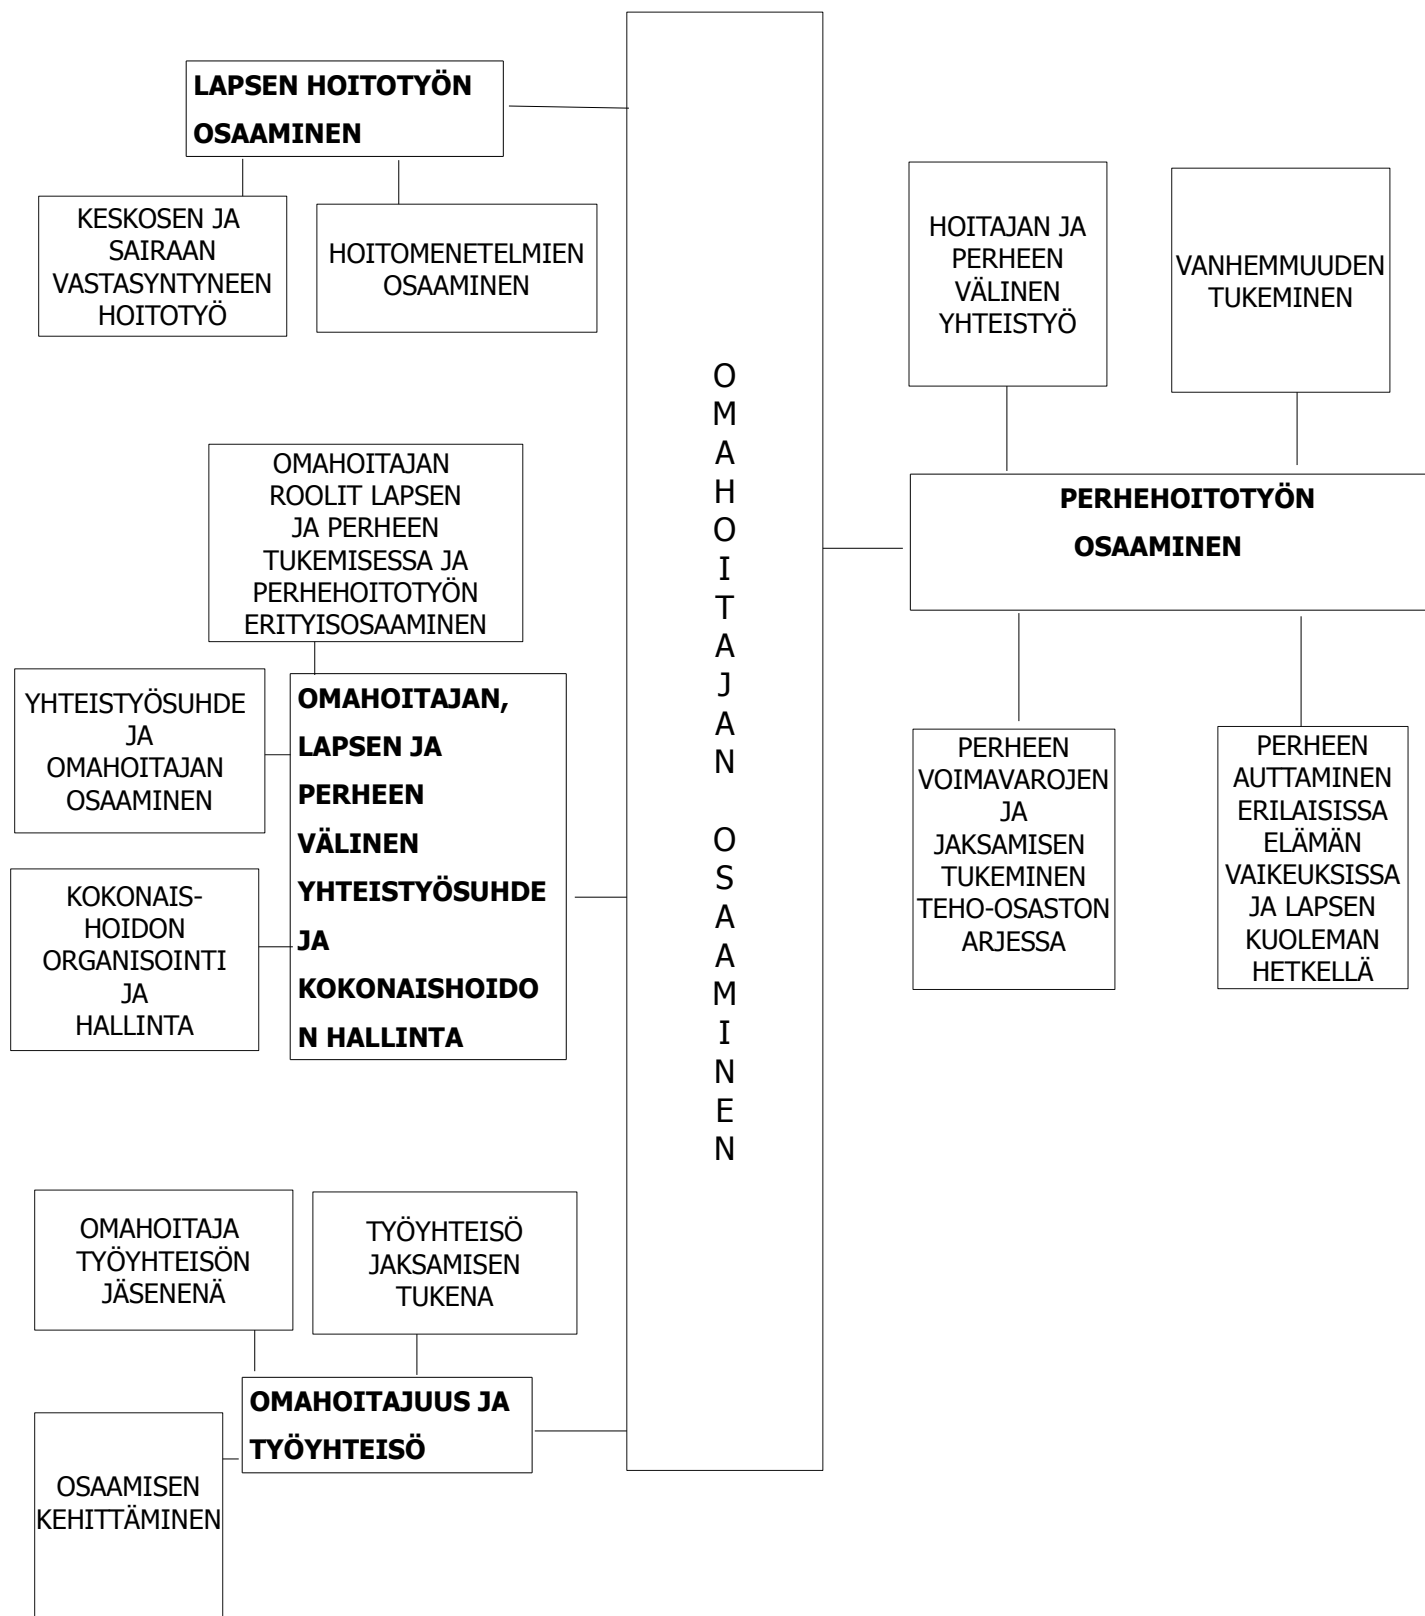 LAPSEN HOITOTYÖN
OSAAMINEN
KESKOSEN JA
SAIRAAN
VASTASYNTYNEEN
HOITOTYÖ
HOITOMENETELMIEN
OSAAMINEN
OMAHOITAJAN
ROOLIT LAPSEN
JA PERHEEN
TUKEMISESSA JA
PERHEHOITOTYÖN
ERITYISOSAAMINEN
YHTEISTYÖSUHDE
JA
OMAHOITAJAN
OSAAMINEN
KOKONAIS-
HOIDON
ORGANISOINTI
JA
HALLINTA
OMAHOITAJAN,
LAPSEN JA
PERHEEN
VÄLINEN
YHTEISTYÖSUHDE
JA
KOKONAISHOIDO
N HALLINTA
OMAHOITAJA
TYÖYHTEISÖN
JÄSENENÄ
TYÖYHTEISÖ
JAKSAMISEN
TUKENA
OMAHOITAJUUS JA
TYÖYHTEISÖ
OSAAMISEN
KEHITTÄMINEN
O
M
A
H
O
I
T
A
J
A
N
O
S
A
A
M
I
N
E
N
HOITAJAN JA
PERHEEN
VÄLINEN
YHTEISTYÖ
VANHEMMUUDEN
TUKEMINEN
PERHEHOITOTYÖN
OSAAMINEN
PERHEEN
VOIMAVAROJEN
JA
JAKSAMISEN
TUKEMINEN
TEHO-OSASTON
ARJESSA
PERHEEN
AUTTAMINEN
ERILAISISSA
ELÄMÄN
VAIKEUKSISSA
JA LAPSEN
KUOLEMAN
HETKELLÄ